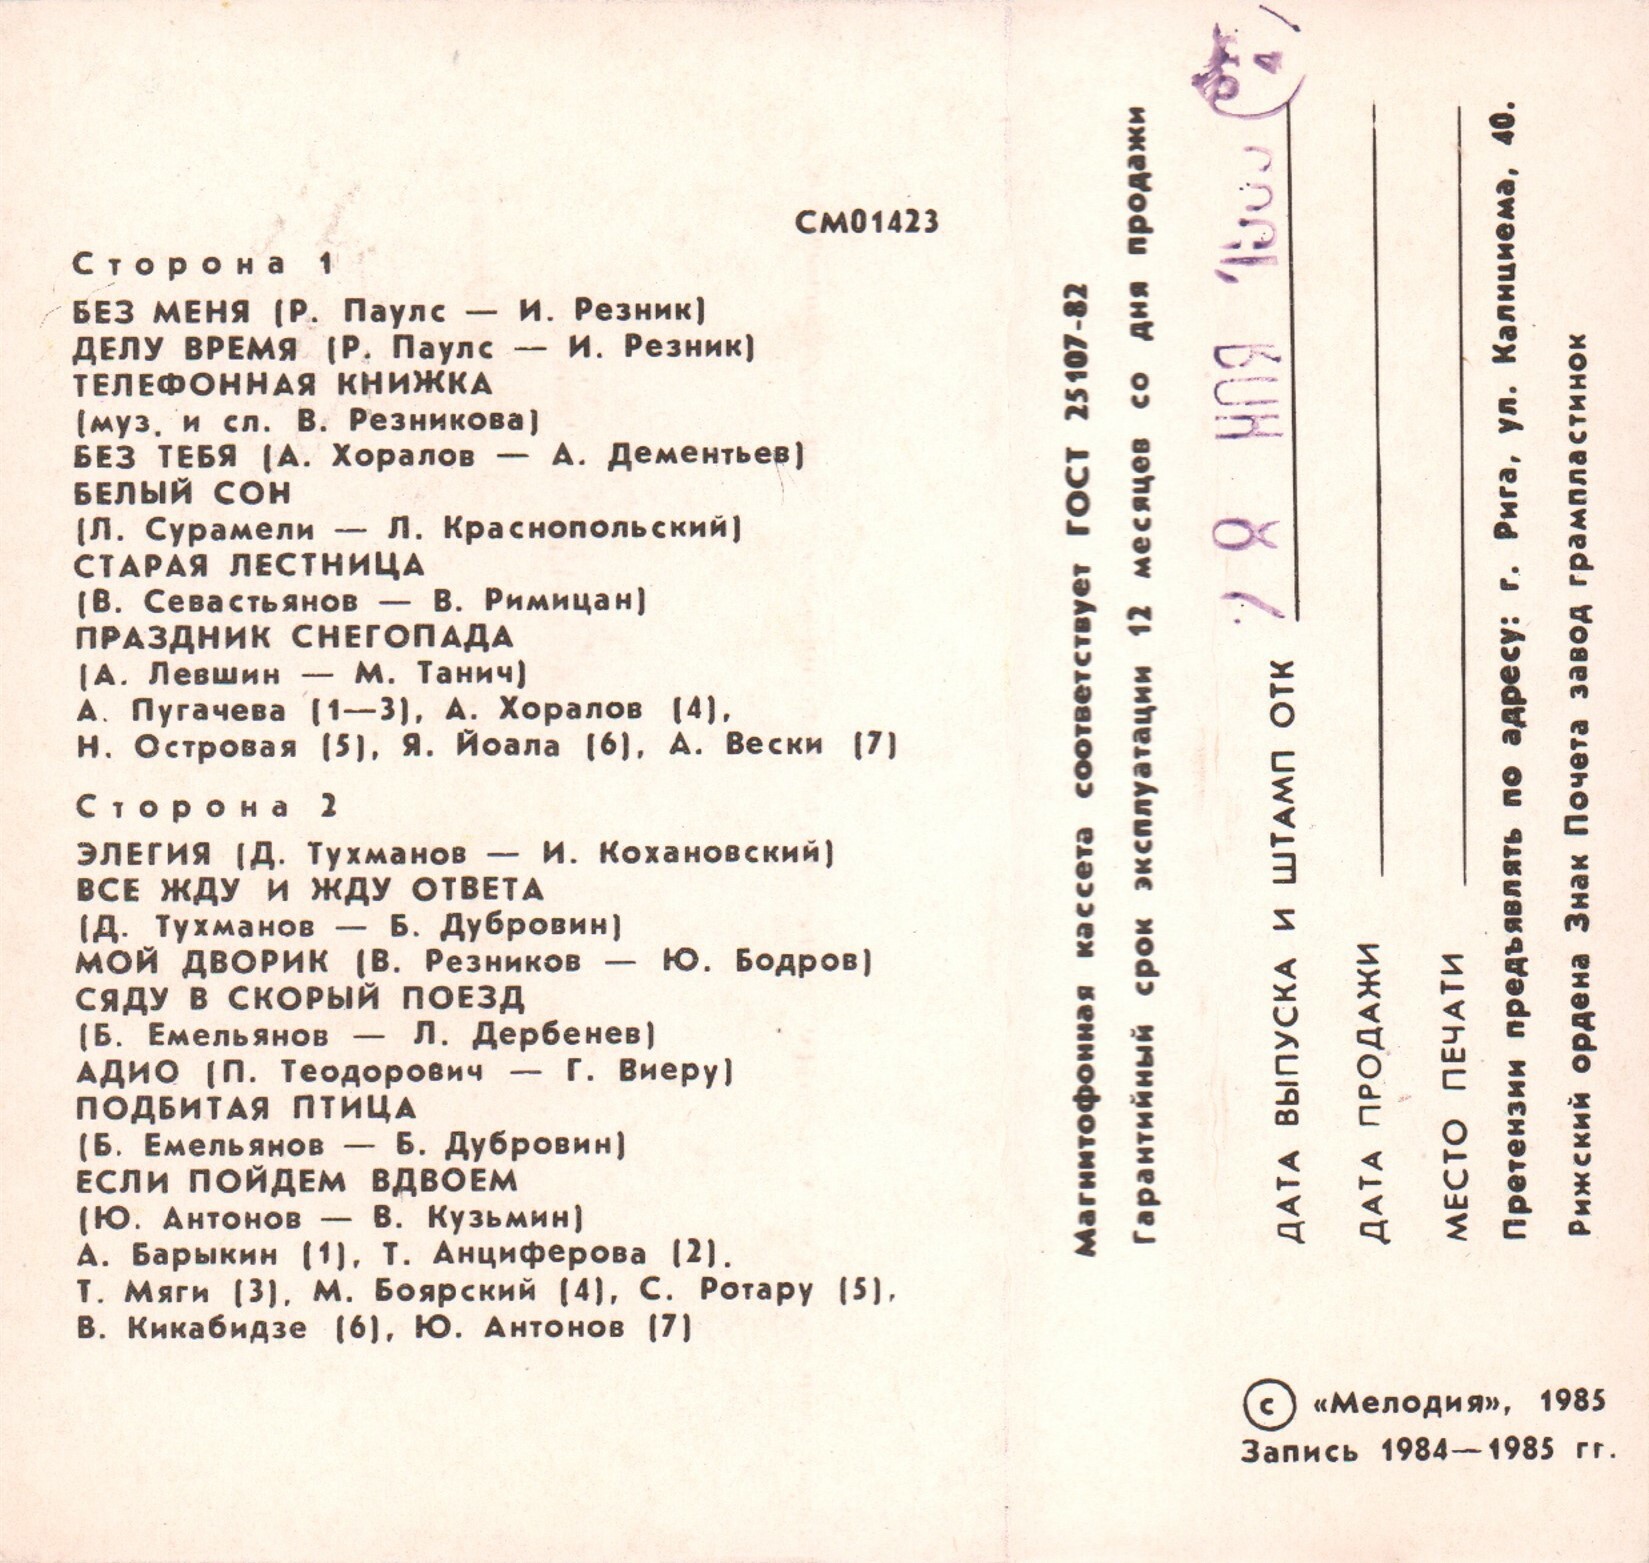 СМ01423
Сторона 1
БЕЗ МЕНЯ (Р. Паулс — И. Резник)
ДЕЛУ ВРЕМЯ (Р. Паулс — И. Резник)
ТЕЛЕФОННАЯ КНИЖКА
(муз. и сл. В. Резникова)
БЕЗ ТЕБЯ (А. Хоралов — А. Дементьев)
БЕЛЫЙ СОН
(Л. Сурамели — Л. Краснопольский)
СТАРАЯ ЛЕСТНИЦА
(В. Севастьянов — В. Римицан)
ПРАЗДНИК СНЕГОПАДА
(А. Левшин — М. Танич)
А. Пугачева (1—3), А. Хоралов (4),
Н. Островая (5), Я. Йоала (6), А. Вески (7)
Сторона 2
ЭЛЕГИЯ (Д. Тухманов — И. Кохановский)
ВСЕ ЖДУ И ЖДУ ОТВЕТА
(Д. Тухманов — Б. Дубровин)
МОЙ ДВОРИК (В. Резников — Ю. Бодров)
СЯДУ В СКОРЫЙ ПОЕЗД
(Б. Емельянов — Л. Дербенев)
АДИО (П. Теодорович — Г. Виеру)
ПОДБИТАЯ ПТИЦА
(Б. Емельянов — Б. Дубровин)
ЕСЛИ ПОЙДЕМ ВДВОЕМ
(Ю. Антонов — В. Кузьмин)
А. Барыкин (1), Т. Анциферова (2).
Т. Мяги (3), М. Боярский (4), С. Ротару (5),
В. Кикабидзе (6), Ю. Антонов (7)
Магнитофонная кассета соответствует ГОСТ 25107-82
Гарантийный срок эксплуатации 12 месяцев со дня продажи
ДАТА ВЫПУСКА И ШТАМП ОТК
ДАТА ПРОДАЖИ
МЕСТО ПЕЧАТИ
Претензии предъявлять по адресу: г. Рига, ул. Калнциема, 40.
Рижский ордена Знак Почета завод грампластинок
© «Мелодия», 1985
Запись 1984—1985 гг.